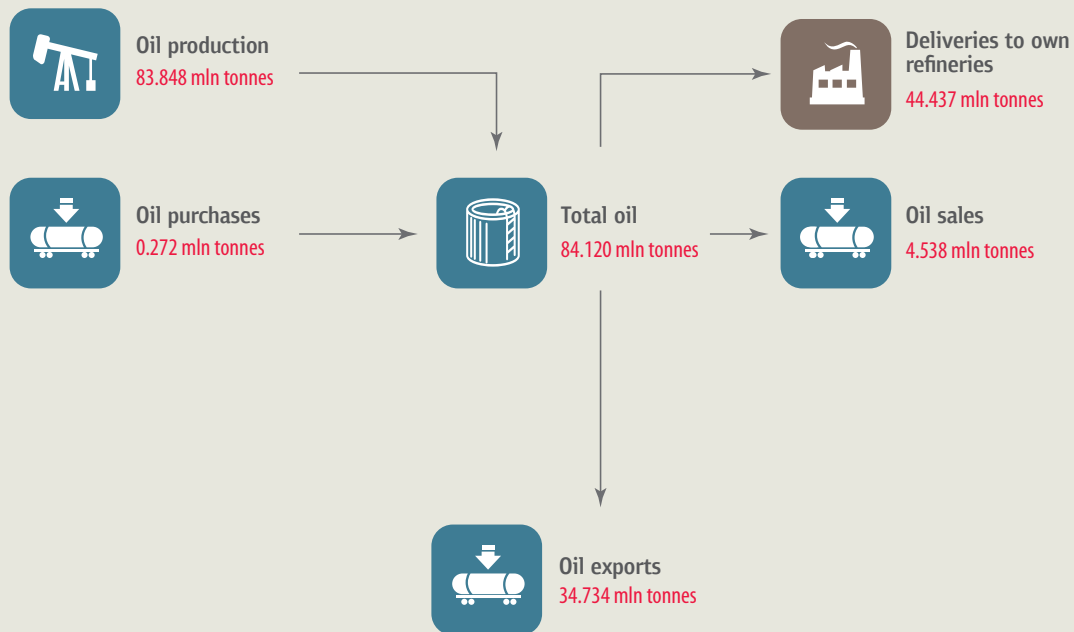 Oil production
83.848 mln tonnes
Deliveries to own
refineries
44.437 mln tonnes
Oil purchases
0.272 mln tonnes
Total oil
84.120 mln tonnes
Oil sales
4.538 mln tonnes
Oil exports
34.734 mln tonnes